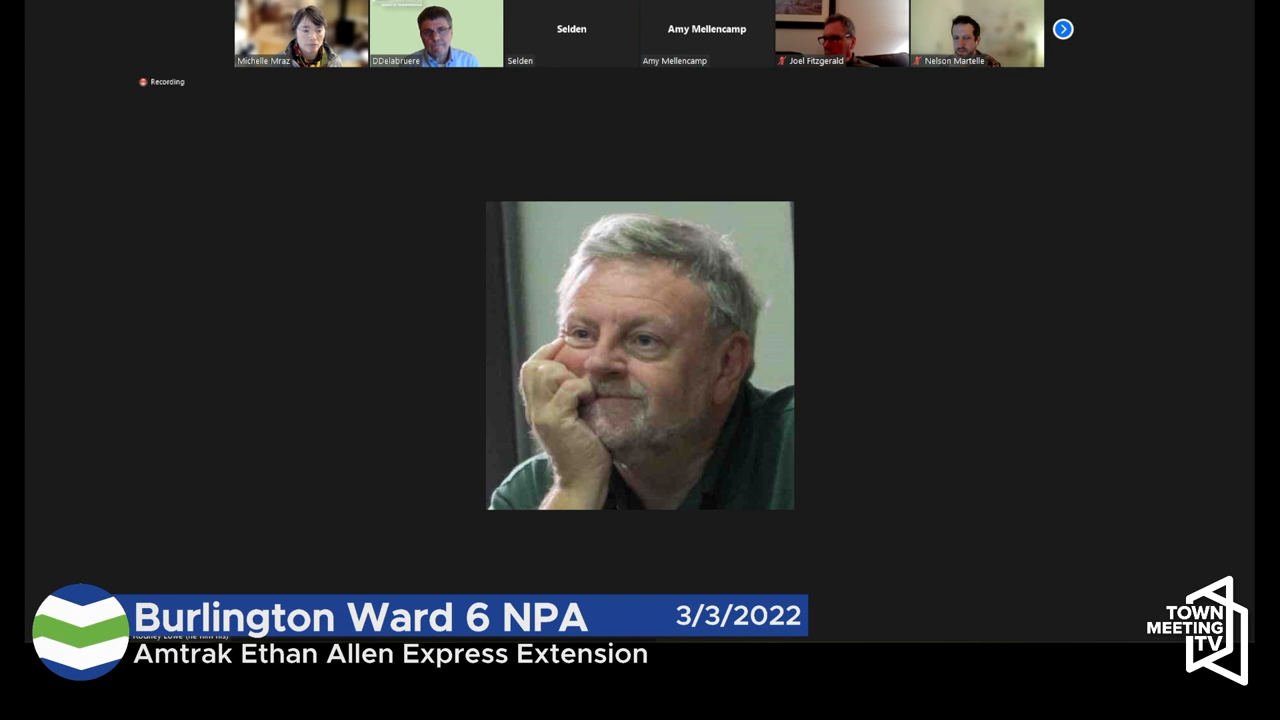 Selden
Amy Mellencamp
Michelle Mraz
DDelabruere
Selden
Amy Mellencamp
Joel Fitzgerald
Nelson Martelle
Recording
Burlington Ward 6 NPA
3/3/2022
Amtrak Ethan Allen Express Extension
TOWN
MEETING
TV